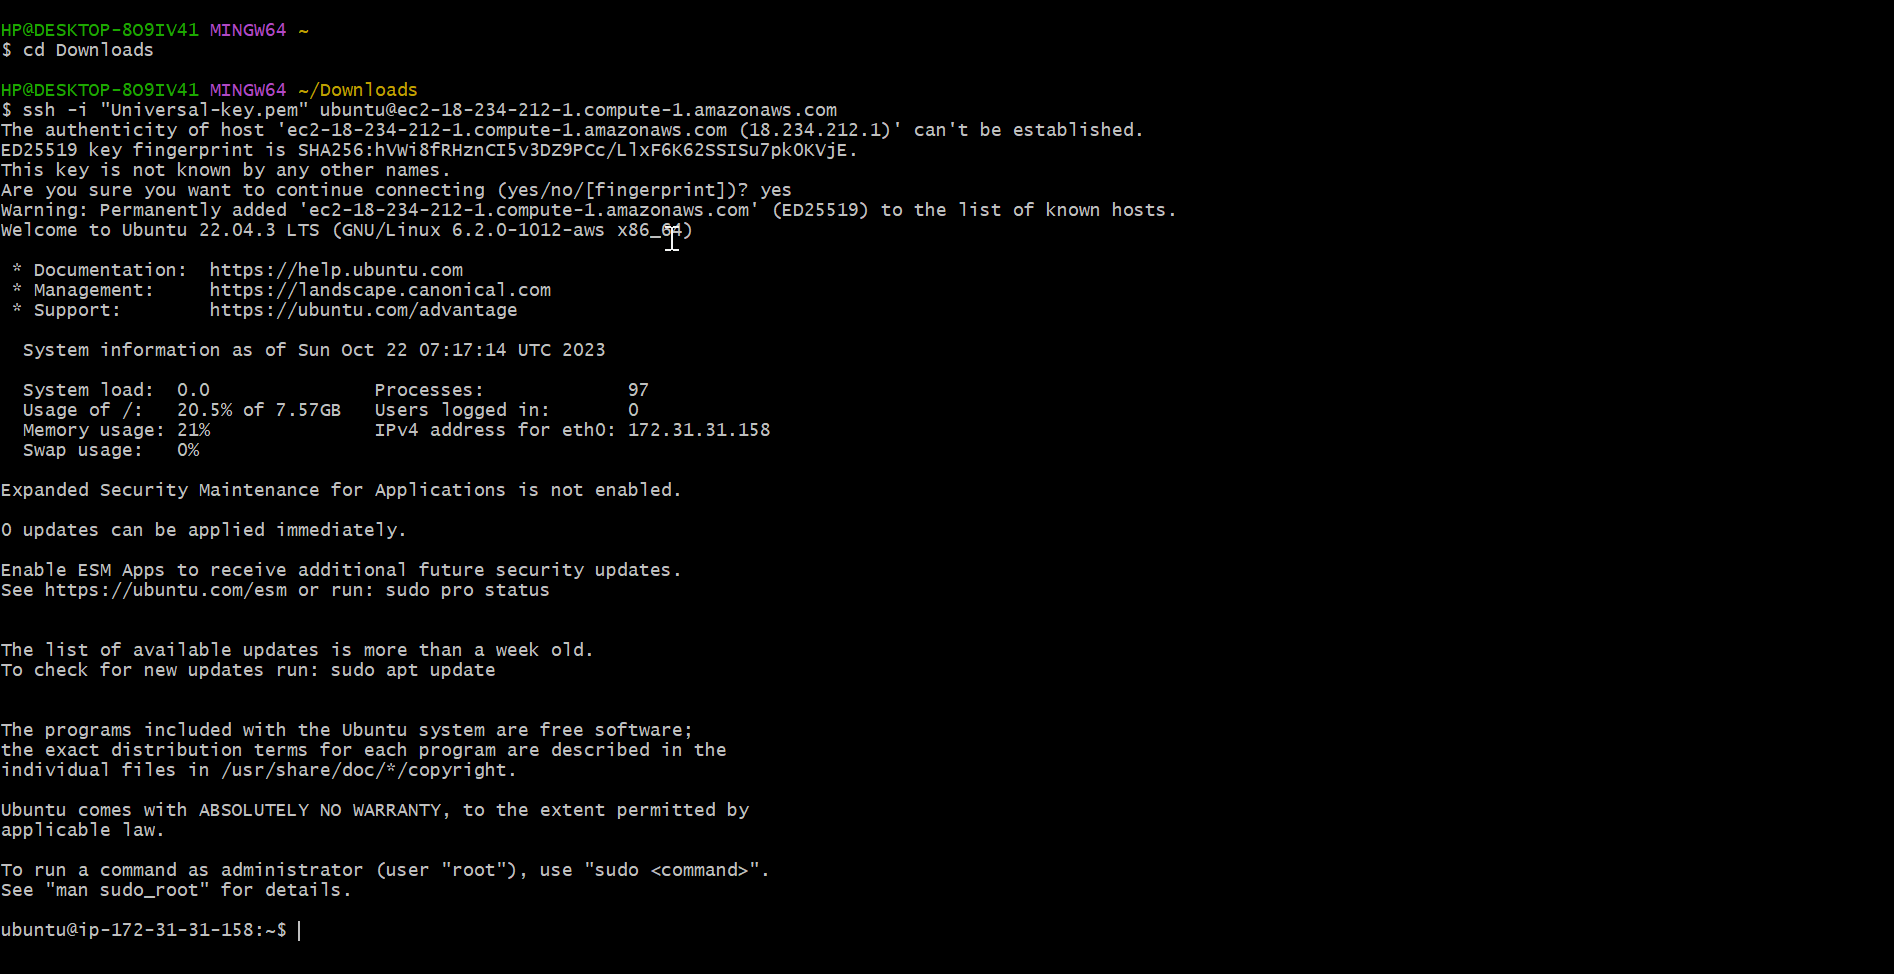 HP@DESKTOP-8O9IV41 MINGW64 ~
$ cd Downloads
HP@DESKTOP-8O9IV41 MINGW64 ~/Downloads
$ ssh -i "Universal-key.pem" ubuntu@ec2-18-234-212-1.compute-1.amazonaws.com
The authenticity of host 'ec2-18-234-212-1.compute-1.amazonaws.com (18.234.212.1)' can't be established.
ED25519 key fingerprint is SHA256:hVWi8fRHznCI5v3DZ9PCc/LlxF6K62SSISu7pk0KVjE.
This key is not known by any other names.
Are you sure you want to continue connecting (yes/no/[fingerprint])? yes
Warning: Permanently added 'ec2-18-234-212-1.compute-1.amazonaws.com' (ED25519) to the list of known hosts.
Welcome to Ubuntu 22.04.3 LTS (GNU/Linux 6.2.0-1012-aws x86_64)
* Documentation:  https://help.ubuntu.com
* Management:     https://landscape.canonical.com
* Support:        https://ubuntu.com/advantage
System information as of Sun Oct 22 07:17:14 UTC 2023
System load:  0.0               Processes:             97
Usage of /:   20.5% of 7.57GB   Users logged in:       0
Memory usage: 21%               IPv4 address for eth0: 172.31.31.158
Swap usage:   0%
Expanded Security Maintenance for Applications is not enabled.
0 updates can be applied immediately.
Enable ESM Apps to receive additional future security updates.
See https://ubuntu.com/esm or run: sudo pro status
The list of available updates is more than a week old.
To check for new updates run: sudo apt update
The programs included with the Ubuntu system are free software;
the exact distribution terms for each program are described in the
individual files in /usr/share/doc/*/copyright.
Ubuntu comes with ABSOLUTELY NO WARRANTY, to the extent permitted by
applicable law.
To run a command as administrator (user "root"), use "sudo <command>".
See "man sudo_root" for details.
ubuntu@ip-172-31-31-158:~$